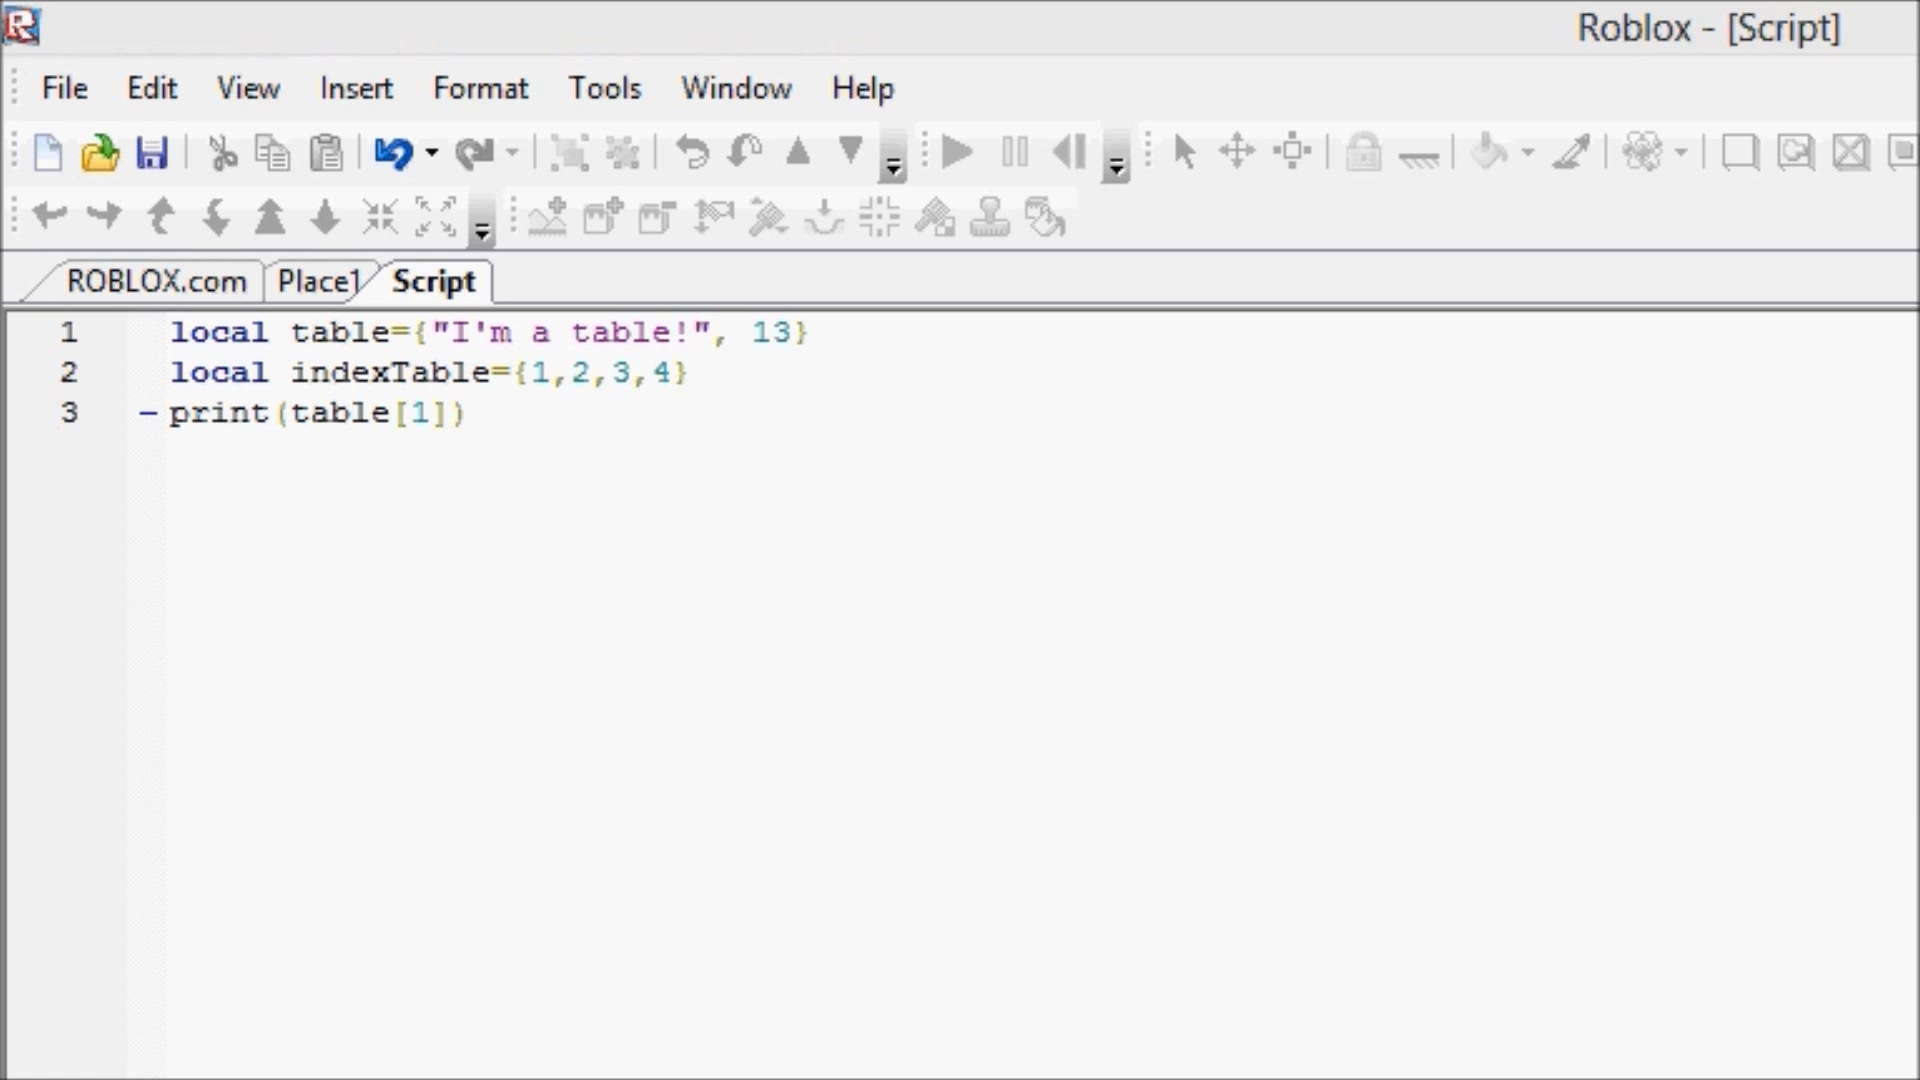 Roblox - [Script]
File Edit View Insert Format Tools Window Help
ROBLOX.com Place1 Script
1 local table={"I'm a table!", 13}
2 local indexTable={1,2,3,4}
3 print(table[1])